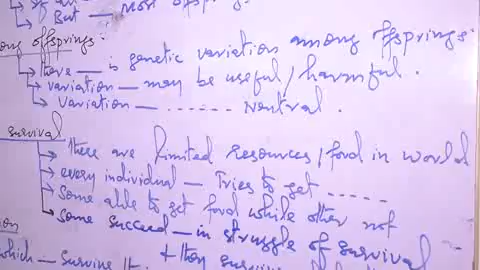 But — most offsprings
ong offsprings:
there — is genetic variation among offsprings.
variation — may be useful / harmful.
variation — ...... Neutral.
survival
there are limited resources / food in world
every individual — Tries to get .....
Some able to get food while other not
Some succeed — in struggle of survival
which — Survive it. + they